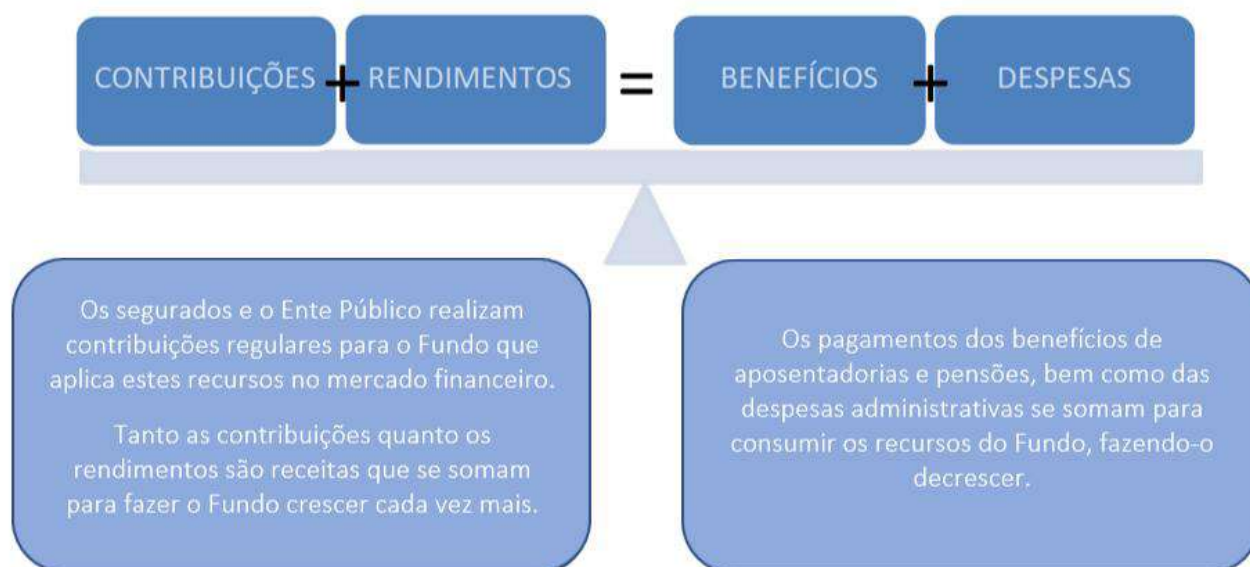 CONTRIBUIÇÕES + RENDIMENTOS = BENEFÍCIOS + DESPESAS
Os segurados e o Ente Público realizam
contribuições regulares para o Fundo que
aplica estes recursos no mercado financeiro.
Tanto as contribuições quanto os
rendimentos são receitas que se somam
para fazer o Fundo crescer cada vez mais.
Os pagamentos dos benefícios de
aposentadorias e pensões, bem como das
despesas administrativas se somam para
consumir os recursos do Fundo, fazendo-o
decrescer.